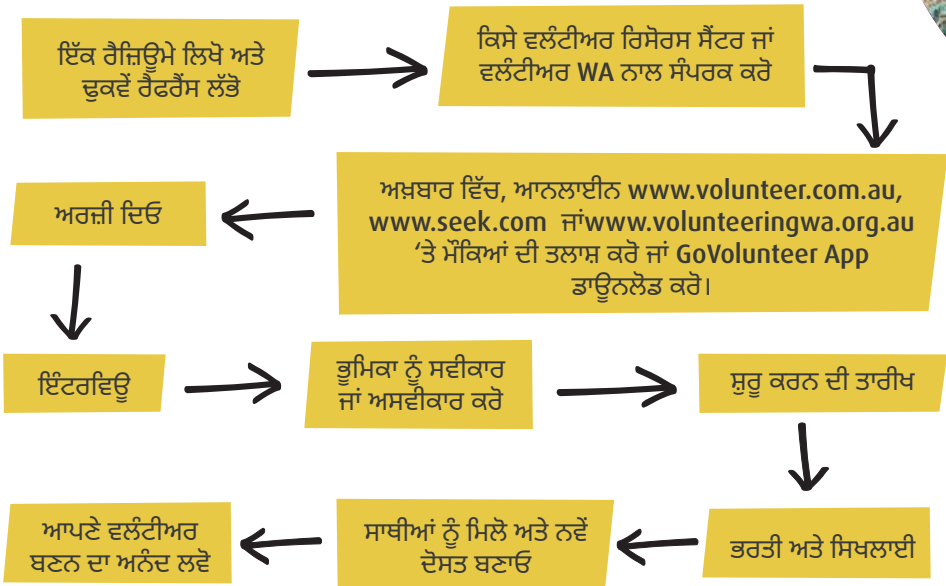 ਇੱਕ ਰੈਜ਼ਿਊਮੇ ਲਿਖੋ ਅਤੇ
ਢੁਕਵੇਂ ਰੈਫਰੈਂਸ ਲੱਭੋ
ਕਿਸੇ ਵਲੰਟੀਅਰ ਰਿਸੋਰਸ ਸੈਂਟਰ ਜਾਂ
ਵਲੰਟੀਅਰ WA ਨਾਲ ਸੰਪਰਕ ਕਰੋ
ਅਖ਼ਬਾਰ ਵਿੱਚ, ਆਨਲਾਈਨ www.volunteer.com.au,
www.seek.com ਜਾਂwww.volunteeringwa.org.au
‘ਤੇ ਮੌਕਿਆਂ ਦੀ ਤਲਾਸ਼ ਕਰੋ ਜਾਂ GoVolunteer App
ਡਾਊਨਲੋਡ ਕਰੋ।
ਅਰਜ਼ੀ ਦਿਓ
ਇੰਟਰਵਿਊ
ਭੂਮਿਕਾ ਨੂੰ ਸਵੀਕਾਰ
ਜਾਂ ਅਸਵੀਕਾਰ ਕਰੋ
ਸ਼ੁਰੂ ਕਰਨ ਦੀ ਤਾਰੀਖ
ਭਰਤੀ ਅਤੇ ਸਿਖਲਾਈ
ਸਾਥੀਆਂ ਨੂੰ ਮਿਲੋ ਅਤੇ ਨਵੇਂ
ਦੋਸਤ ਬਣਾਓ
ਆਪਣੇ ਵਲੰਟੀਅਰ
ਬਣਨ ਦਾ ਅਨੰਦ ਲਵੋ